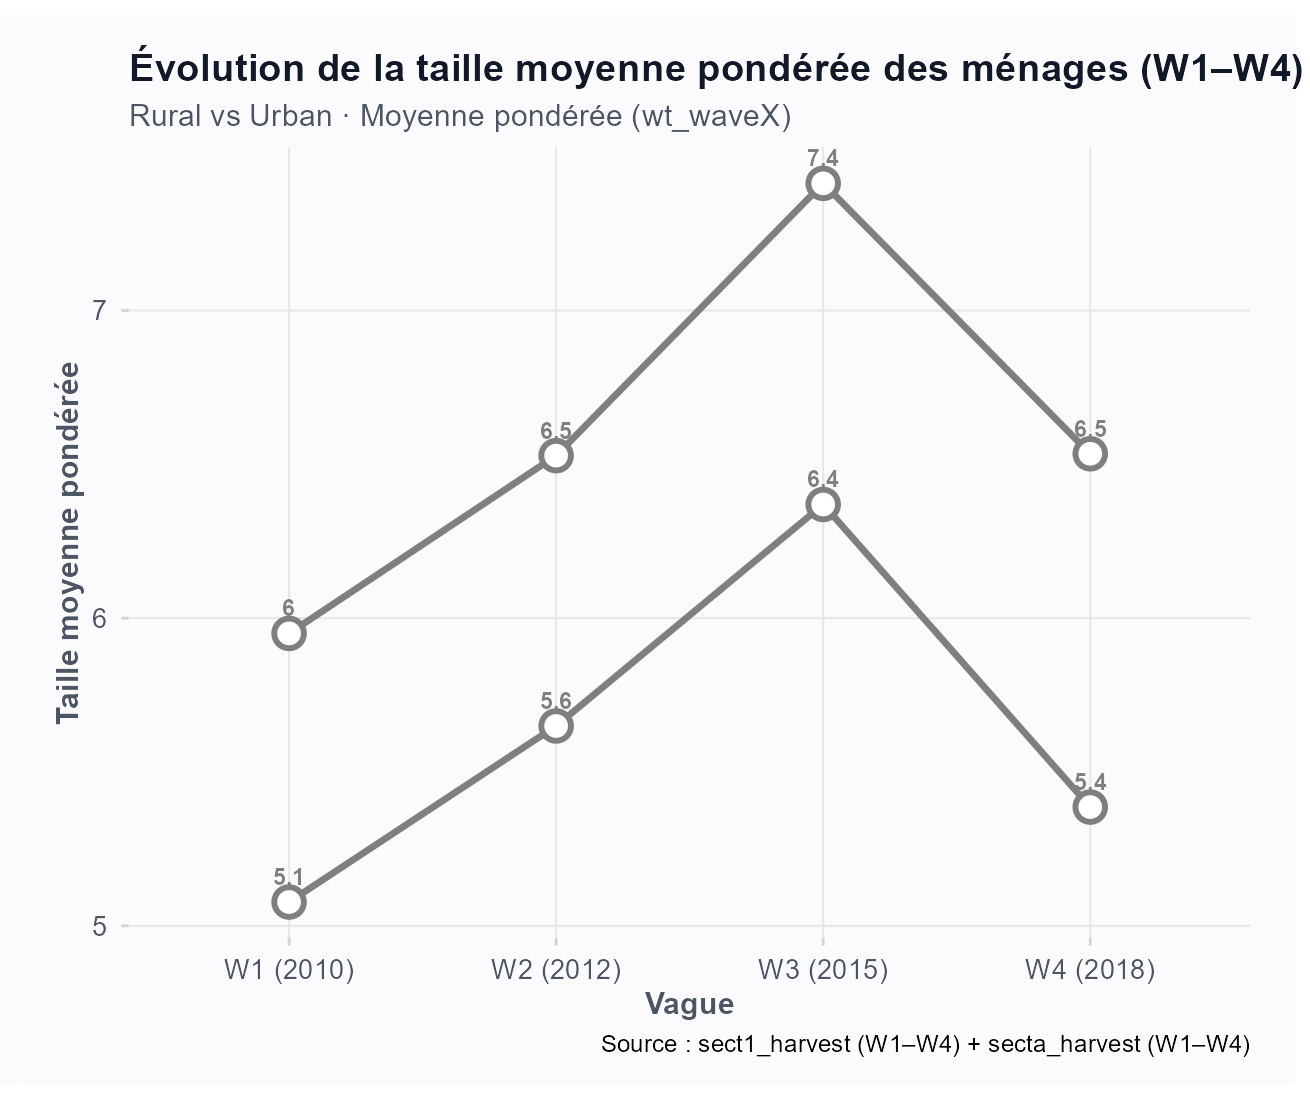 Évolution de la taille moyenne pondérée des ménages (W1–W4)
Rural vs Urban · Moyenne pondérée (wt_waveX)
7.4
7
6.5
6.5
6.4
6
6
5.6
5.4
5.1
5
Taille moyenne pondérée
W1 (2010) W2 (2012) W3 (2015) W4 (2018)
Vague
Source : sect1_harvest (W1–W4) + secta_harvest (W1–W4)